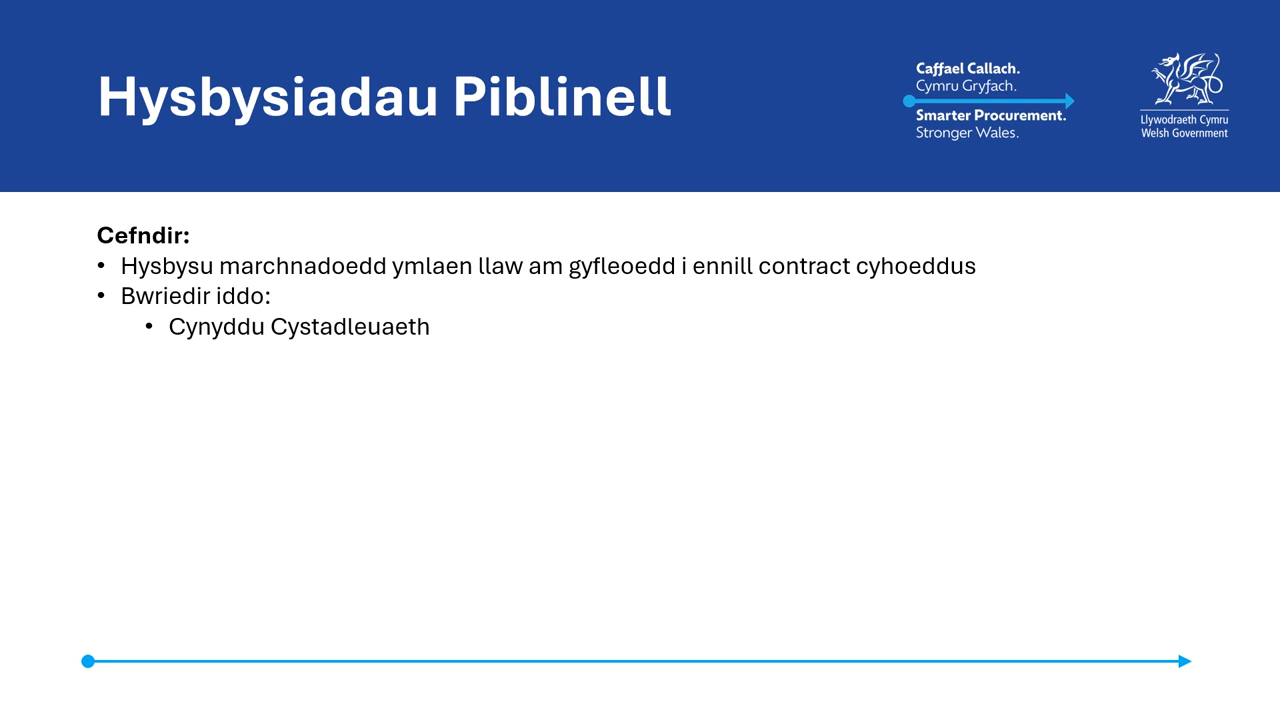 Hysbysiadau Piblinell
Caffael Callach.
Cymru Gryfach.
Smarter Procurement.
Stronger Wales.
Llywodraeth Cymru
Welsh Government
Cefndir:
• Hysbysu marchnadoedd ymlaen llaw am gyfleoedd i ennill contract cyhoeddus
• Bwriedir iddo:
• Cynyddu Cystadleuaeth